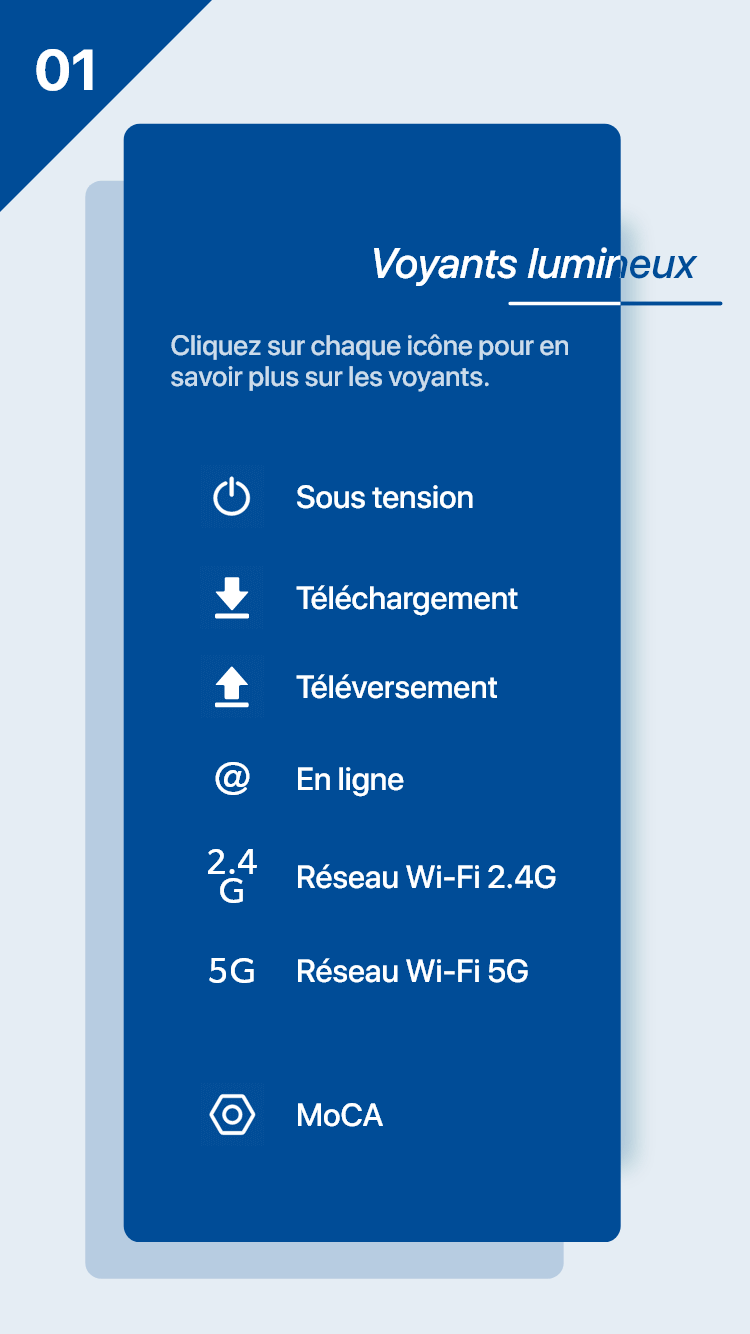 01
Voyants lumineux
Cliquez sur chaque icône pour en
savoir plus sur les voyants.
Sous tension
Téléchargement
Téléversement
@ En ligne
2.4
G
Réseau Wi-Fi 2.4G
5G Réseau Wi-Fi 5G
MoCA